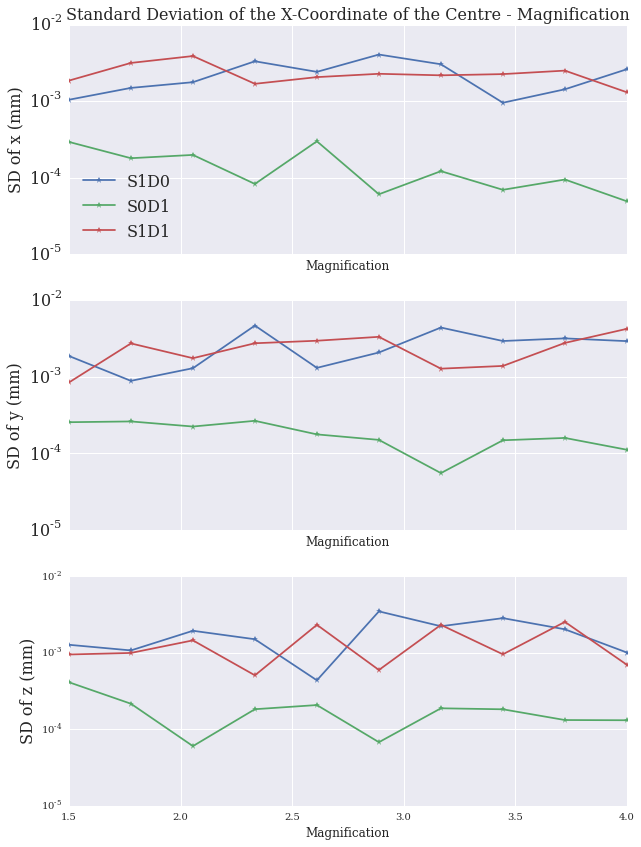 Standard Deviation of the X-Coordinate of the Centre - Magnification
10^-2
10^-3
10^-4
10^-5
SD of x (mm)
S1D0
S0D1
S1D1
Magnification
10^-2
10^-3
10^-4
10^-5
SD of y (mm)
Magnification
10^-2
10^-3
10^-4
10^-5
SD of z (mm)
1.5 2.0 2.5 3.0 3.5 4.0
Magnification